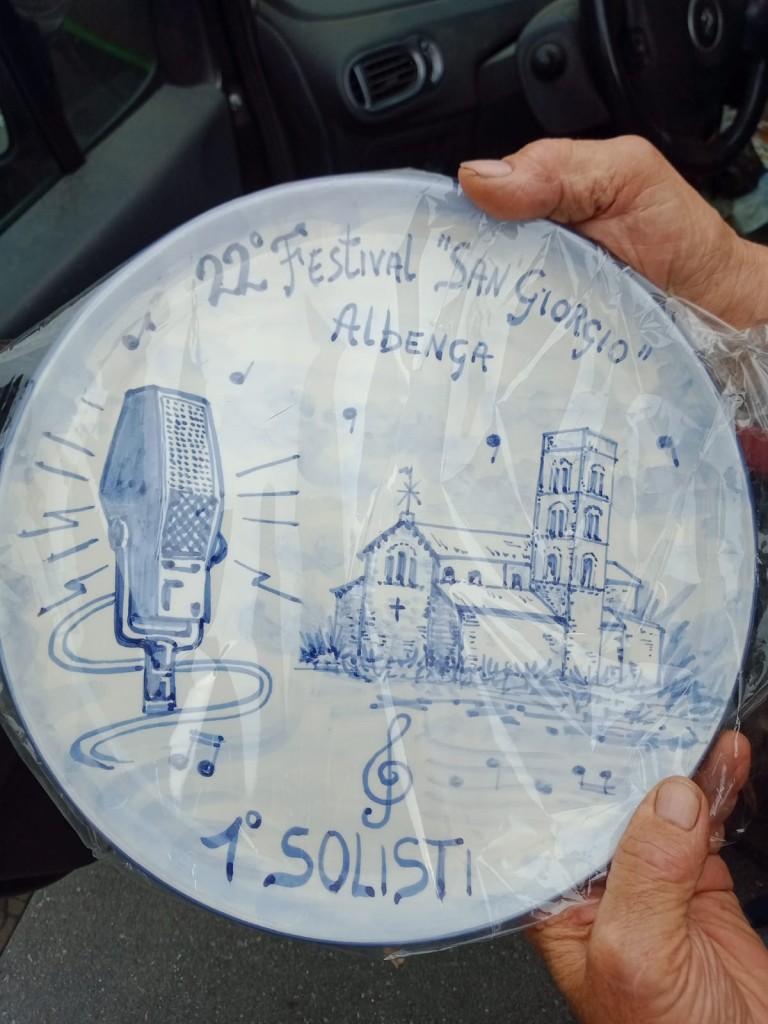 22° FESTIVAL "SAN GIORGIO"
ALBENGA
1° SOLISTI